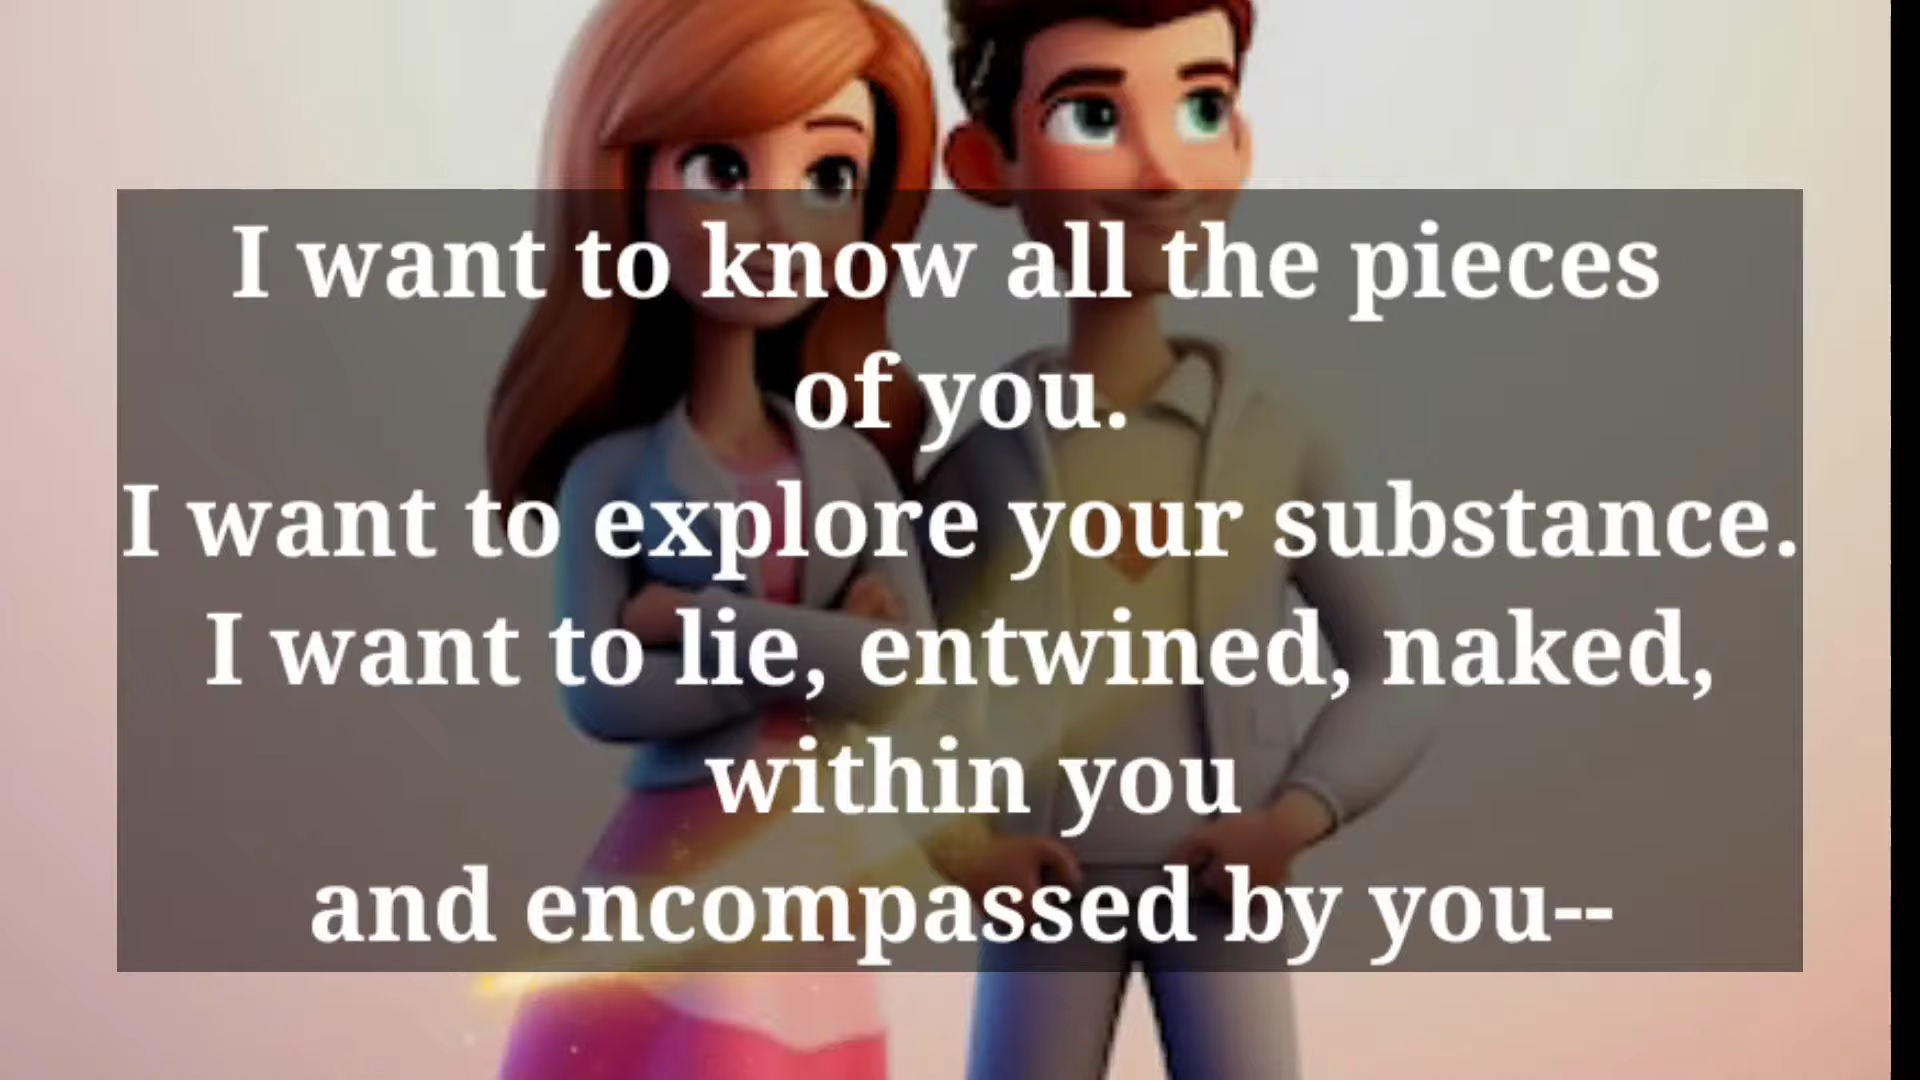 I want to know all the pieces
of you.
I want to explore your substance.
I want to lie, entwined, naked,
within you
and encompassed by you--